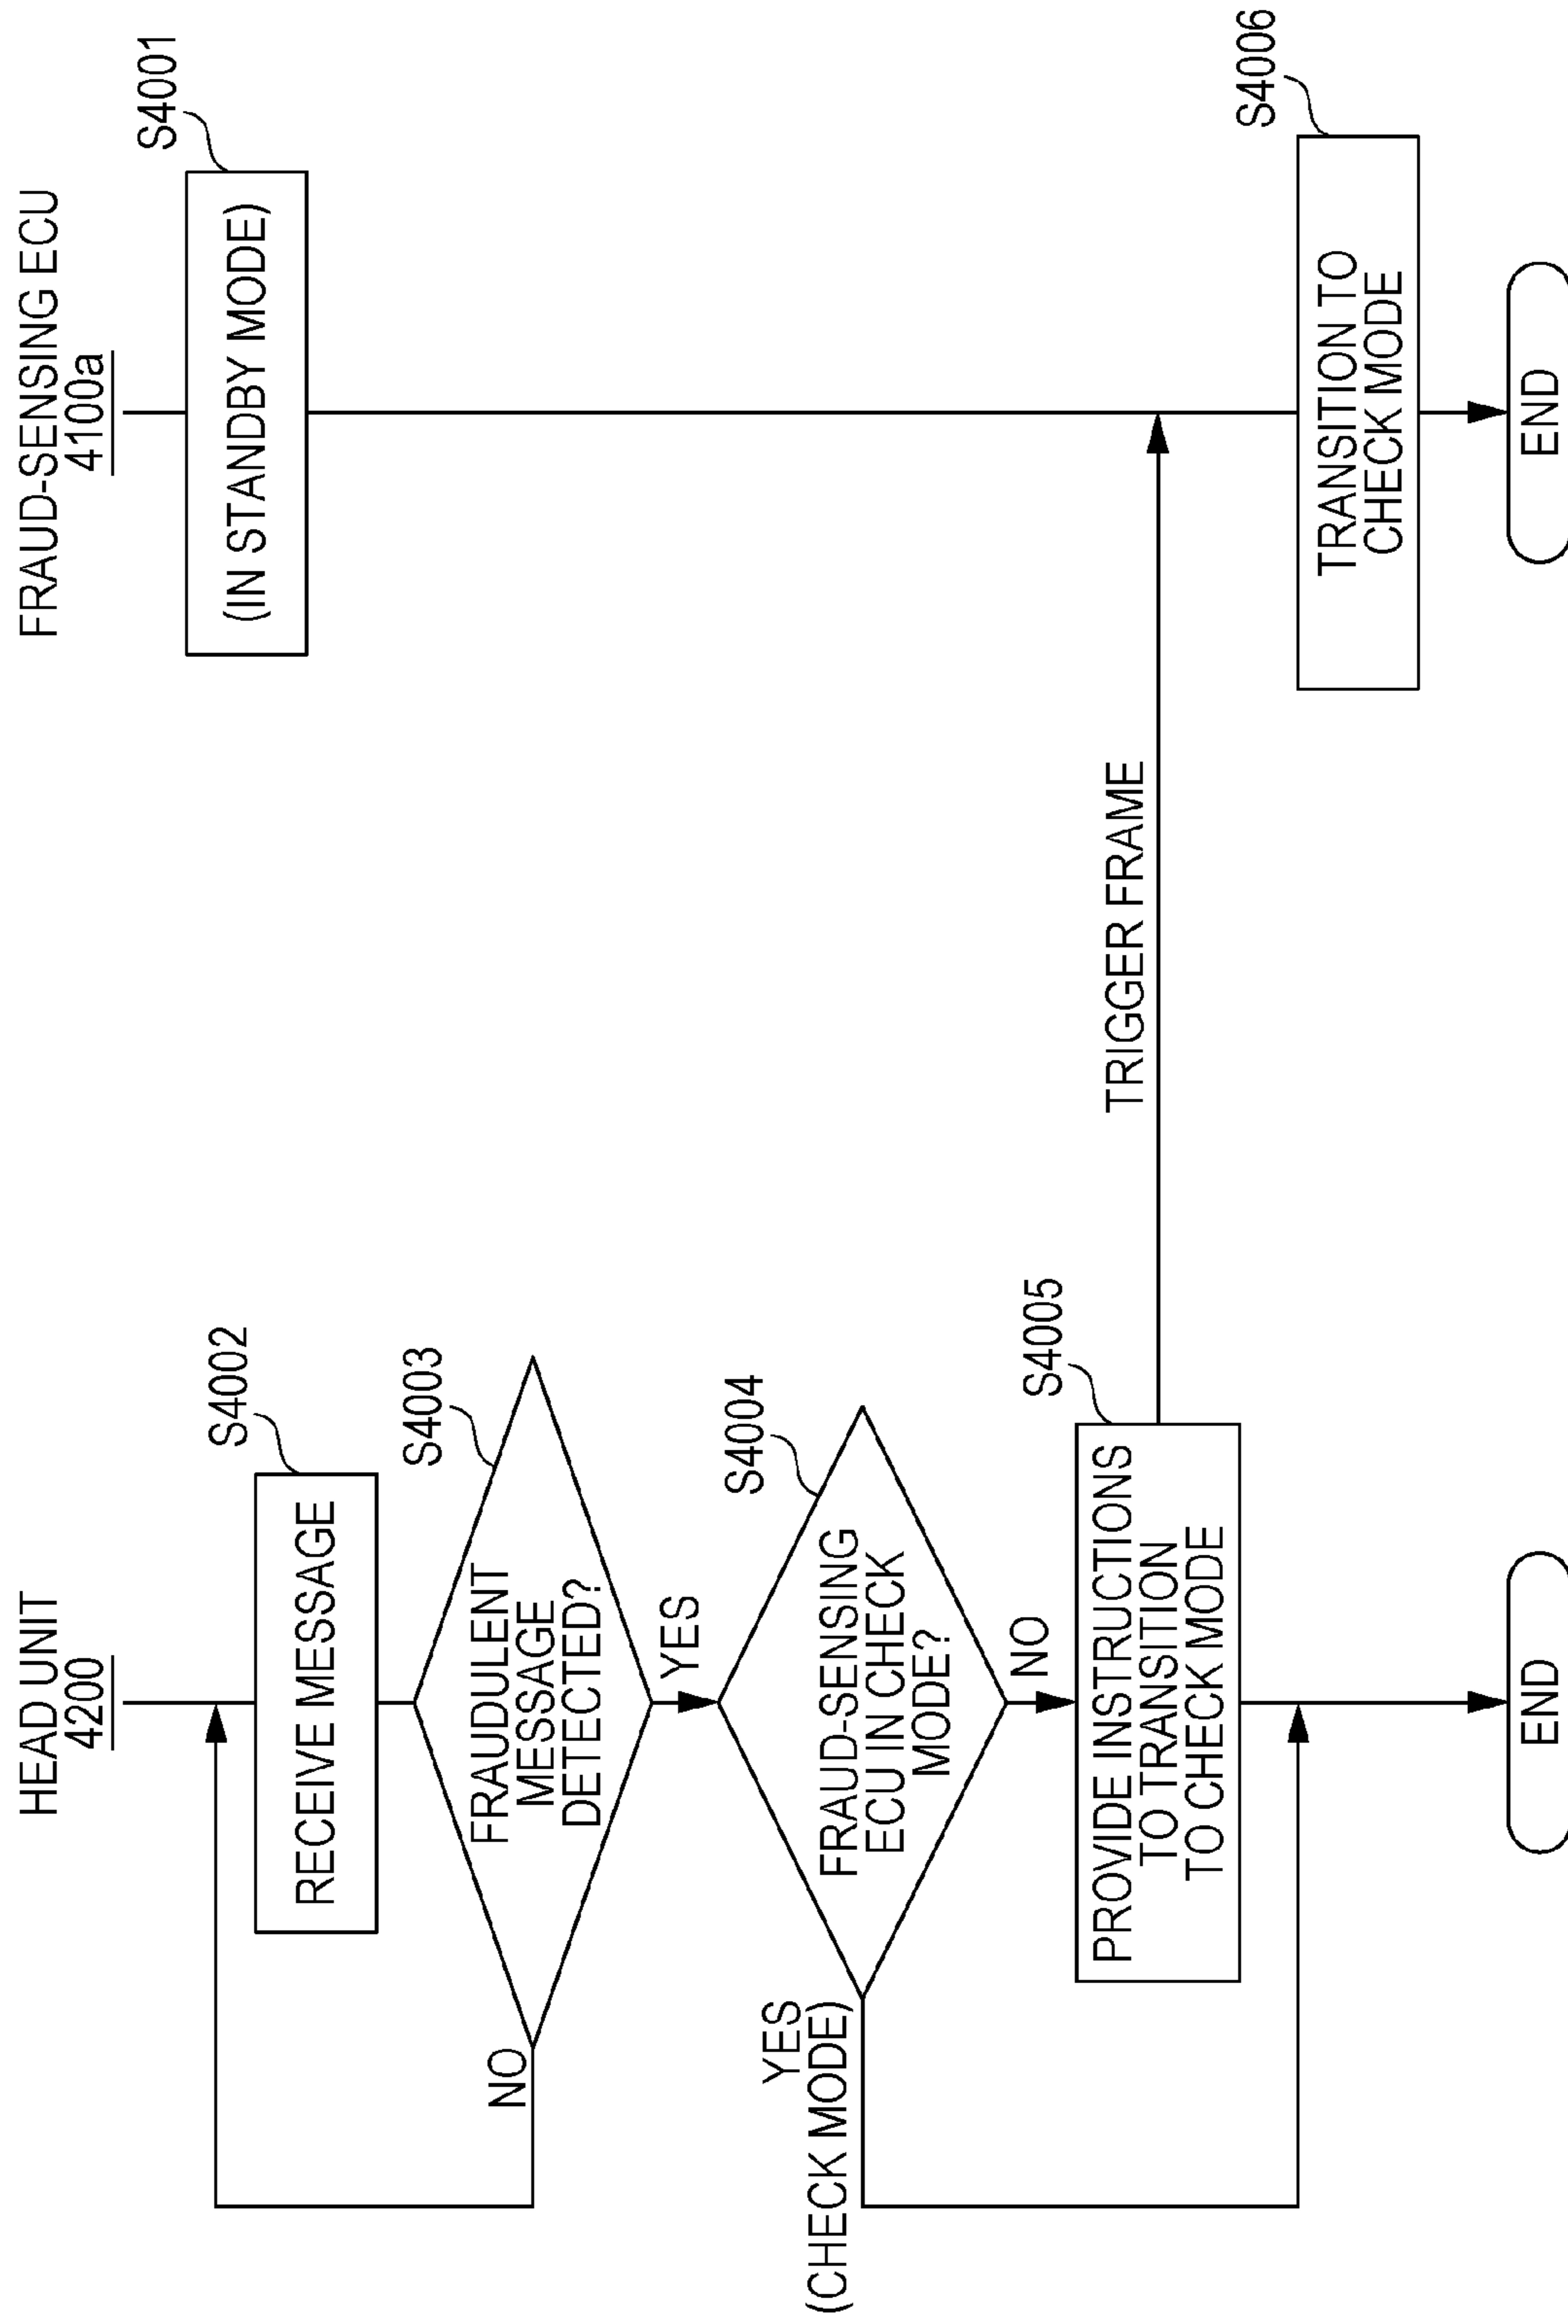 HEAD UNIT
4200
S4002
RECEIVE MESSAGE
S4003
FRAUDULENT
MESSAGE
DETECTED?
NO
YES
S4004
FRAUD-SENSING
ECU IN CHECK
MODE?
YES
(CHECK MODE)
NO
S4005
PROVIDE INSTRUCTIONS
TO TRANSITION
TO CHECK MODE
END
TRIGGER FRAME
FRAUD-SENSING ECU
4100a
S4001
(IN STANDBY MODE)
S4006
TRANSITION TO
CHECK MODE
END